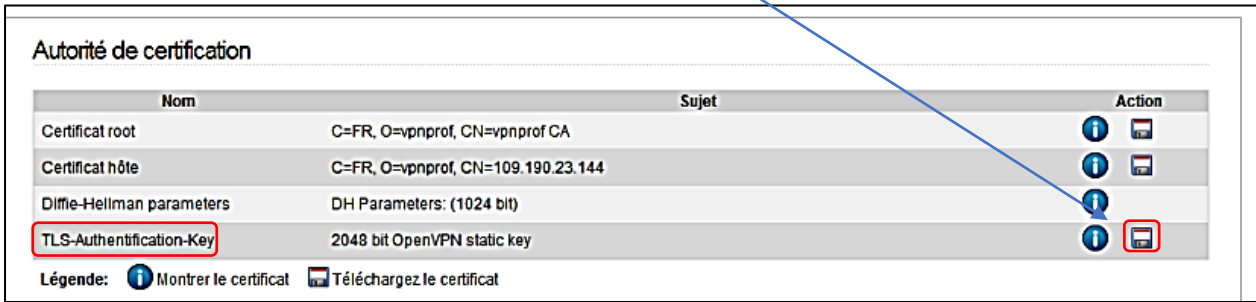 Autorité de certification
Nom Sujet Action
Certificat root C=FR, O=vpnprof, CN=vpnprof CA
Certificat hôte C=FR, O=vpnprof, CN=109.190.23.144
Diffie-Hellman parameters DH Parameters: (1024 bit)
TLS-Authentification-Key 2048 bit OpenVPN static key
Légende: Montrer le certificat Téléchargez le certificat